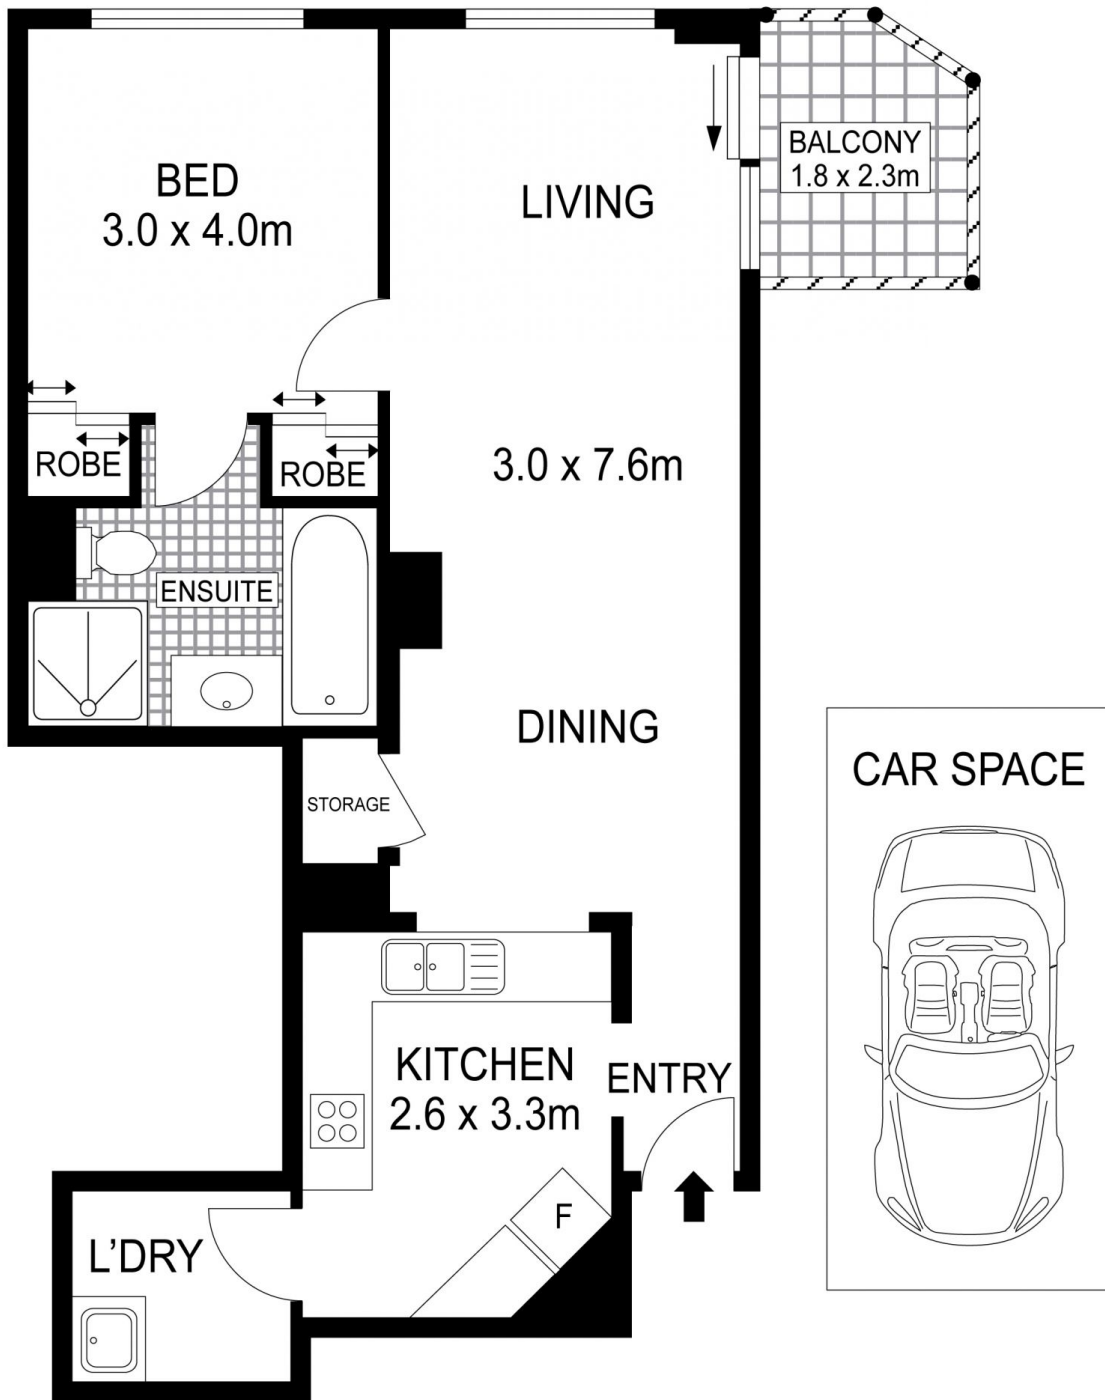 BED
3.0 x 4.0m
LIVING
BALCONY
1.8 x 2.3m
ROBE
ROBE
3.0 x 7.6m
ENSUITE
DINING
STORAGE
CAR SPACE
KITCHEN
2.6 x 3.3m
ENTRY
F
L'DRY